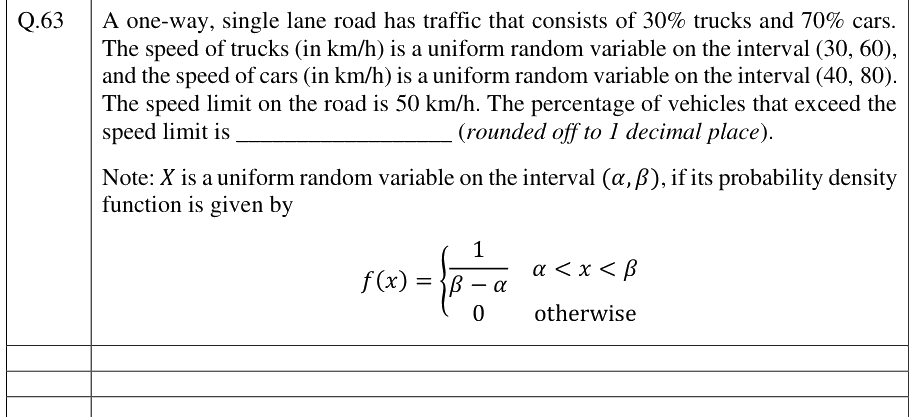 Q.63 A one-way, single lane road has traffic that consists of 30% trucks and 70% cars.
The speed of trucks (in km/h) is a uniform random variable on the interval (30, 60),
and the speed of cars (in km/h) is a uniform random variable on the interval (40, 80).
The speed limit on the road is 50 km/h. The percentage of vehicles that exceed the
speed limit is ____________________ (rounded off to 1 decimal place).
Note: X is a uniform random variable on the interval (α, β), if its probability density
function is given by
f(x) = { 1/(β − α) α < x < β
0 otherwise